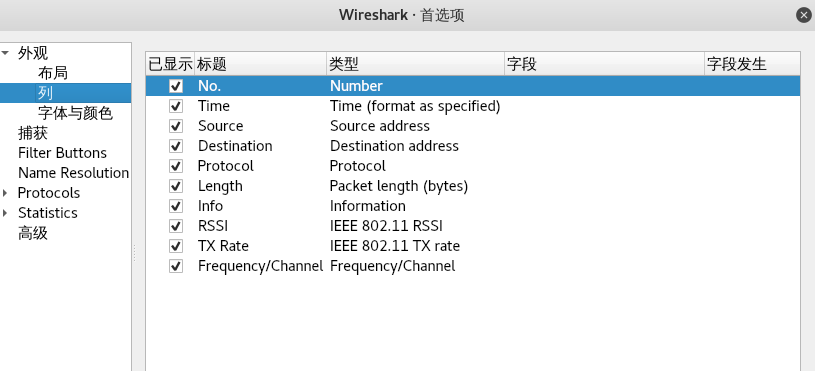 Wireshark · 首选项
外观
布局
列
字体与颜色
捕获
Filter Buttons
Name Resolution
Protocols
Statistics
高级
已显示 标题 类型 字段 字段发生
No. Number
Time Time (format as specified)
Source Source address
Destination Destination address
Protocol Protocol
Length Packet length (bytes)
Info Information
RSSI IEEE 802.11 RSSI
TX Rate IEEE 802.11 TX rate
Frequency/Channel Frequency/Channel